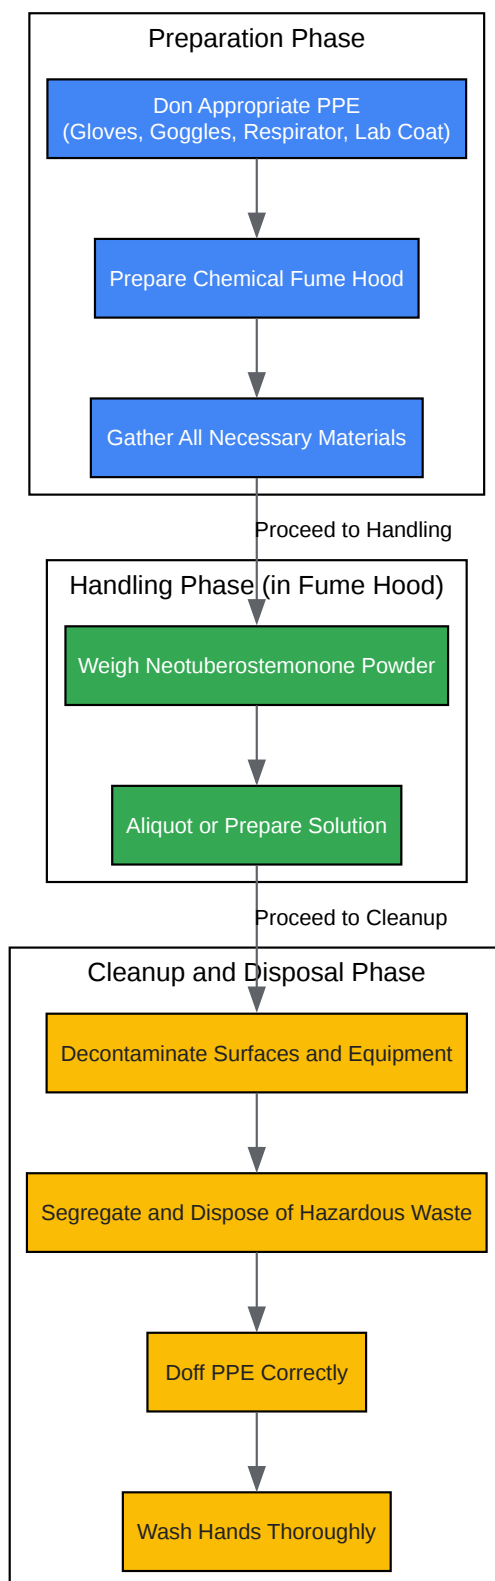 Preparation Phase
Don Appropriate PPE
(Gloves, Goggles, Respirator, Lab Coat)
Prepare Chemical Fume Hood
Gather All Necessary Materials
Proceed to Handling
Handling Phase (in Fume Hood)
Weigh Neotuberostemonone Powder
Aliquot or Prepare Solution
Proceed to Cleanup
Cleanup and Disposal Phase
Decontaminate Surfaces and Equipment
Segregate and Dispose of Hazardous Waste
Doff PPE Correctly
Wash Hands Thoroughly